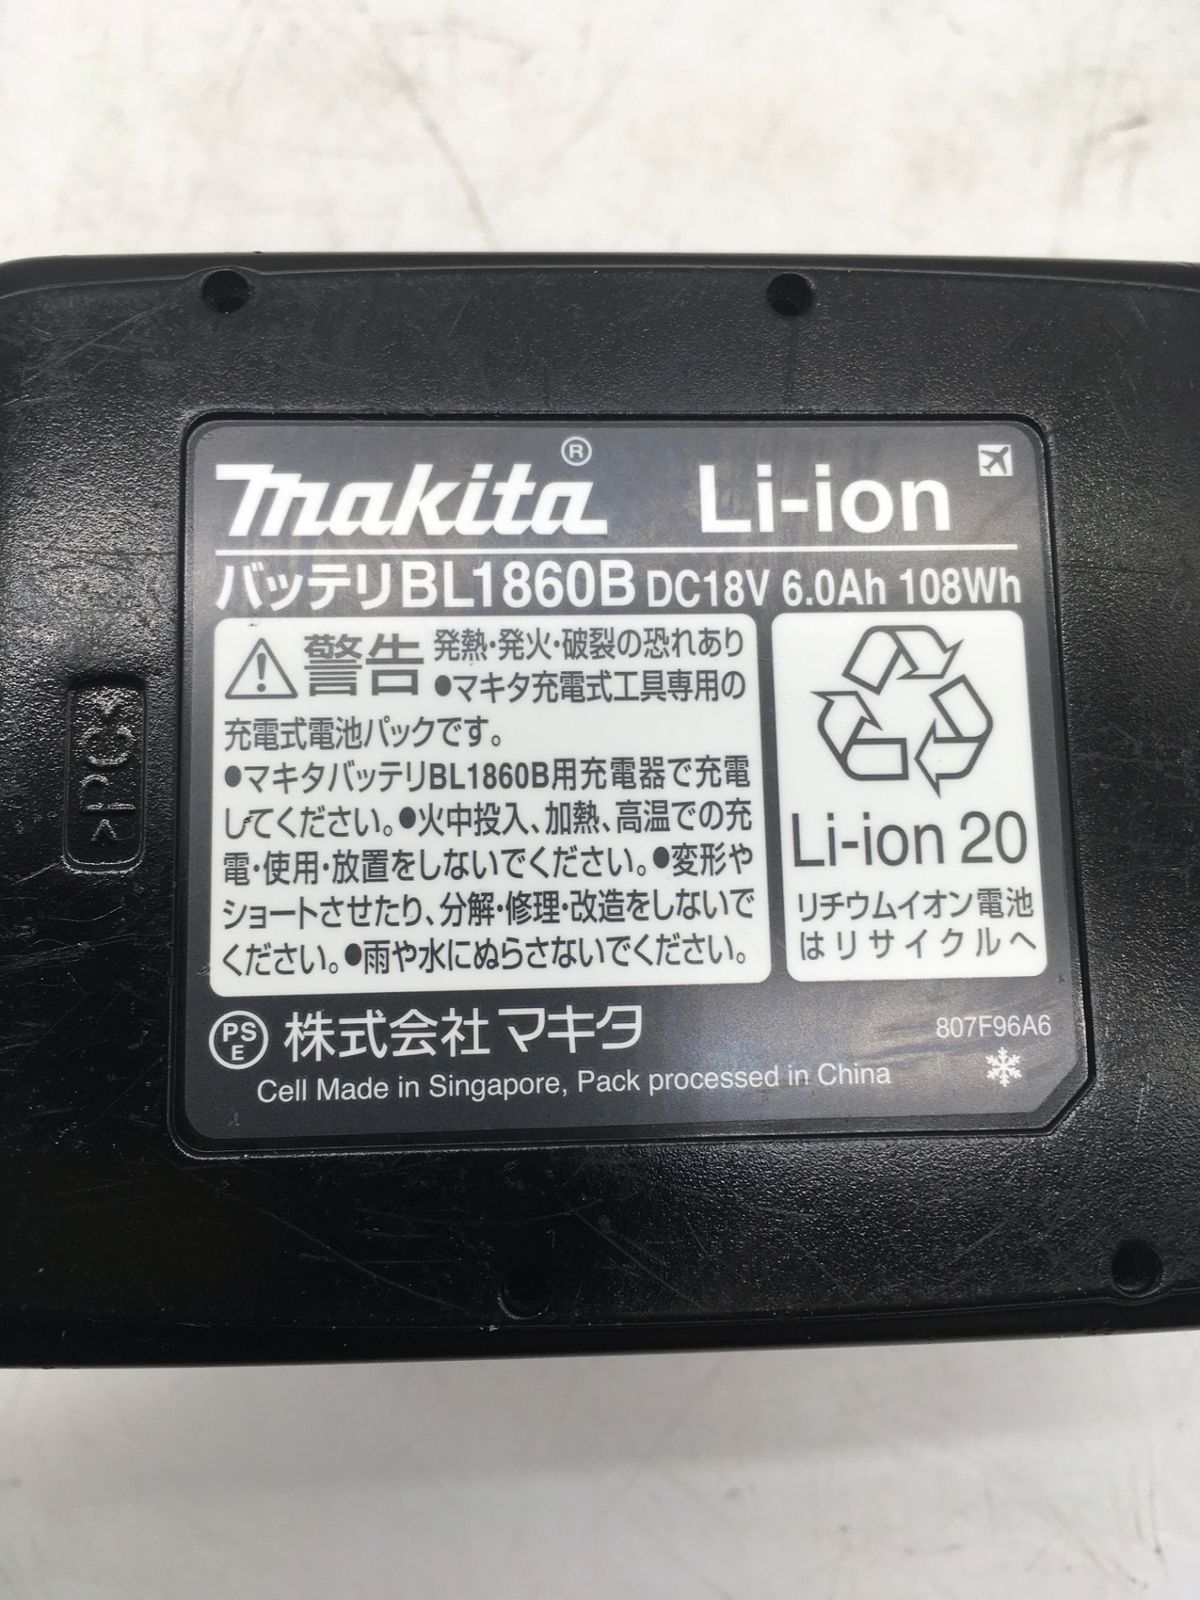 makita® Li-ion
バッテリBL1860B DC18V 6.0Ah 108Wh
警告 発熱・発火・破裂の恐れあり
●マキタ充電式工具専用の
充電式電池パックです。
●マキタバッテリBL1860B用充電器で充電
してください。●火中投入、加熱、高温での充
電・使用・放置をしないでください。●変形や
ショートさせたり、分解・修理・改造をしないで
ください。●雨や水にぬらさないでください。
Li-ion 20
リチウムイオン電池
はリサイクルへ
PS
E
株式会社マキタ
807F96A6
Cell Made in Singapore, Pack processed in China